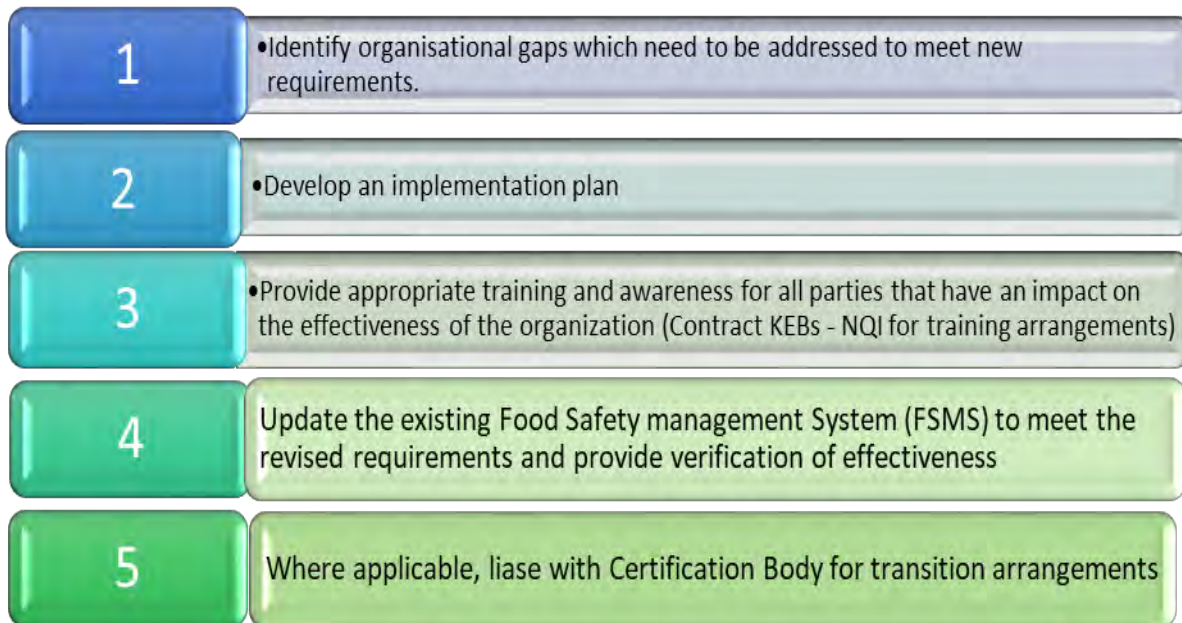 1
•Identify organisational gaps which need to be addressed to meet new
requirements.
2
•Develop an implementation plan
3
•Provide appropriate training and awareness for all parties that have an impact on
the effectiveness of the organization (Contract KEBs - NQI for training arrangements)
4
Update the existing Food Safety management System (FSMS) to meet the
revised requirements and provide verification of effectiveness
5
Where applicable, liase with Certification Body for transition arrangements